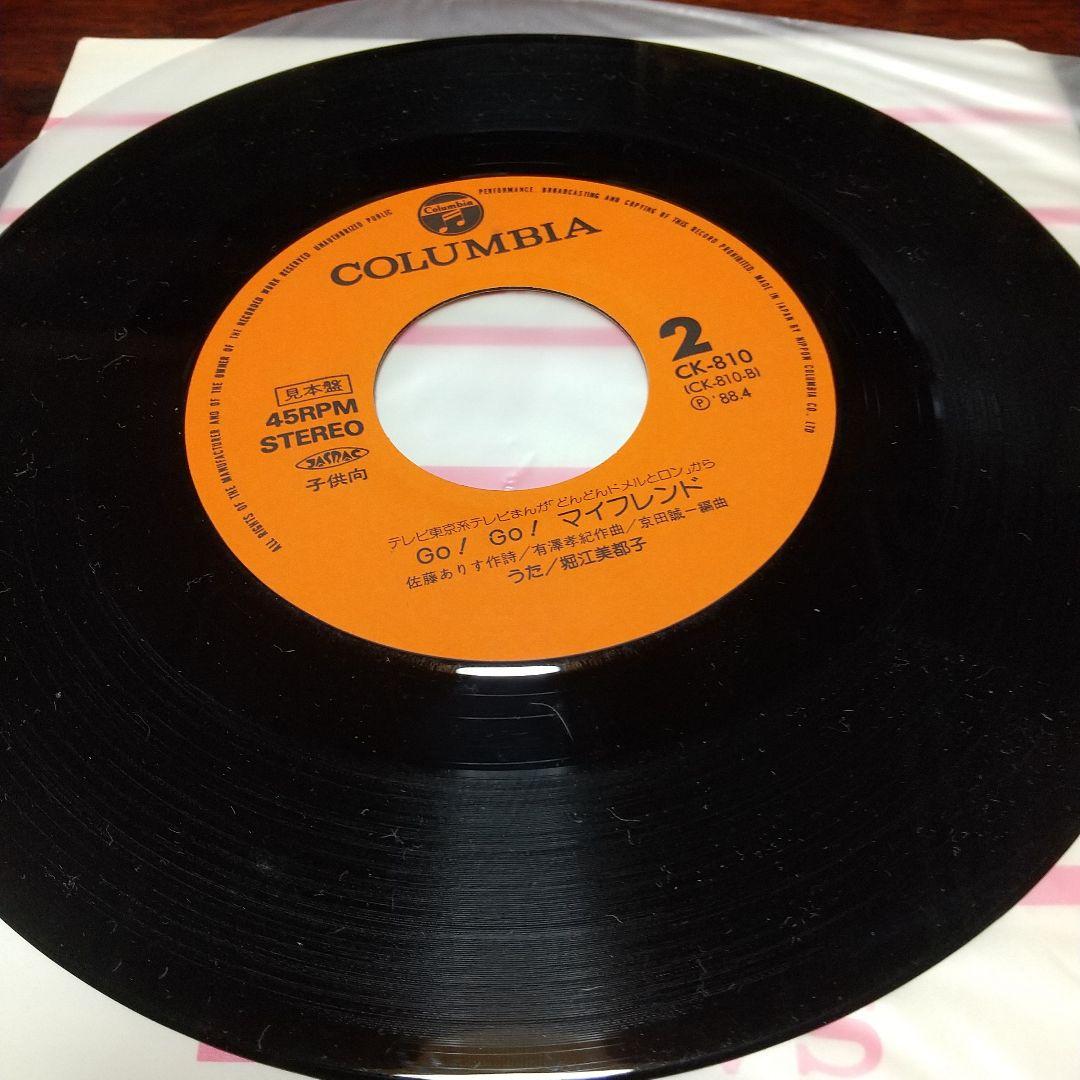 ALL RIGHTS OF THE MANUFACTURER AND OF THE OWNER OF THE RECORDED WORK RESERVED. UNAUTHORIZED PUBLIC PERFORMANCE. BROADCASTING AND COPYING OF THIS RECORD PROHIBITED. MADE IN JAPAN BY NIPPON COLUMBIA CO., LTD
Columbia
COLUMBIA
2
CK-810
(CK-810-B)
Ⓟ '88.4
見本盤
45RPM
STEREO
JASRAC
子供向
テレビ東京系テレビまんが「どんどんドメルとロン」から
Go! Go! マイフレンド
佐藤ありす作詩/有澤孝紀作曲/京田誠一編曲
うた/堀江美都子